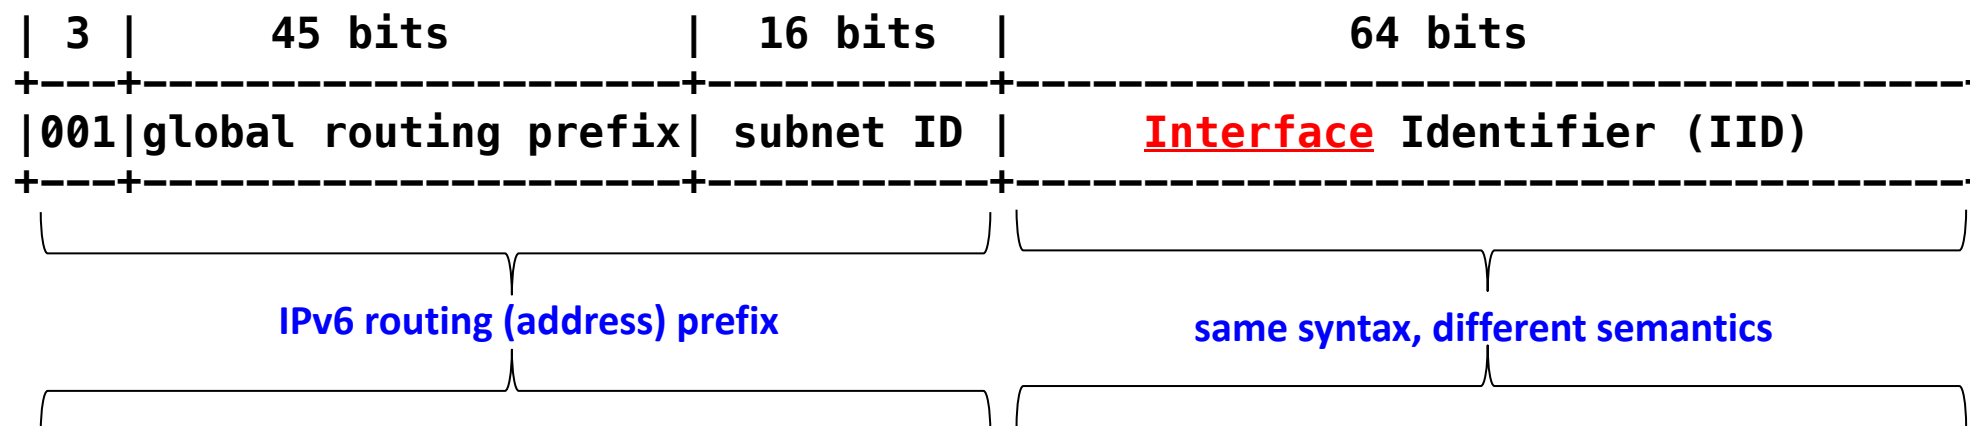 | 3 |     45 bits         |  16 bits  |            64 bits
+---+---------------------+-----------+-------------------------------------
|001|global routing prefix| subnet ID |     Interface Identifier (IID)
+---+---------------------+-----------+-------------------------------------
IPv6 routing (address) prefix
same syntax, different semantics